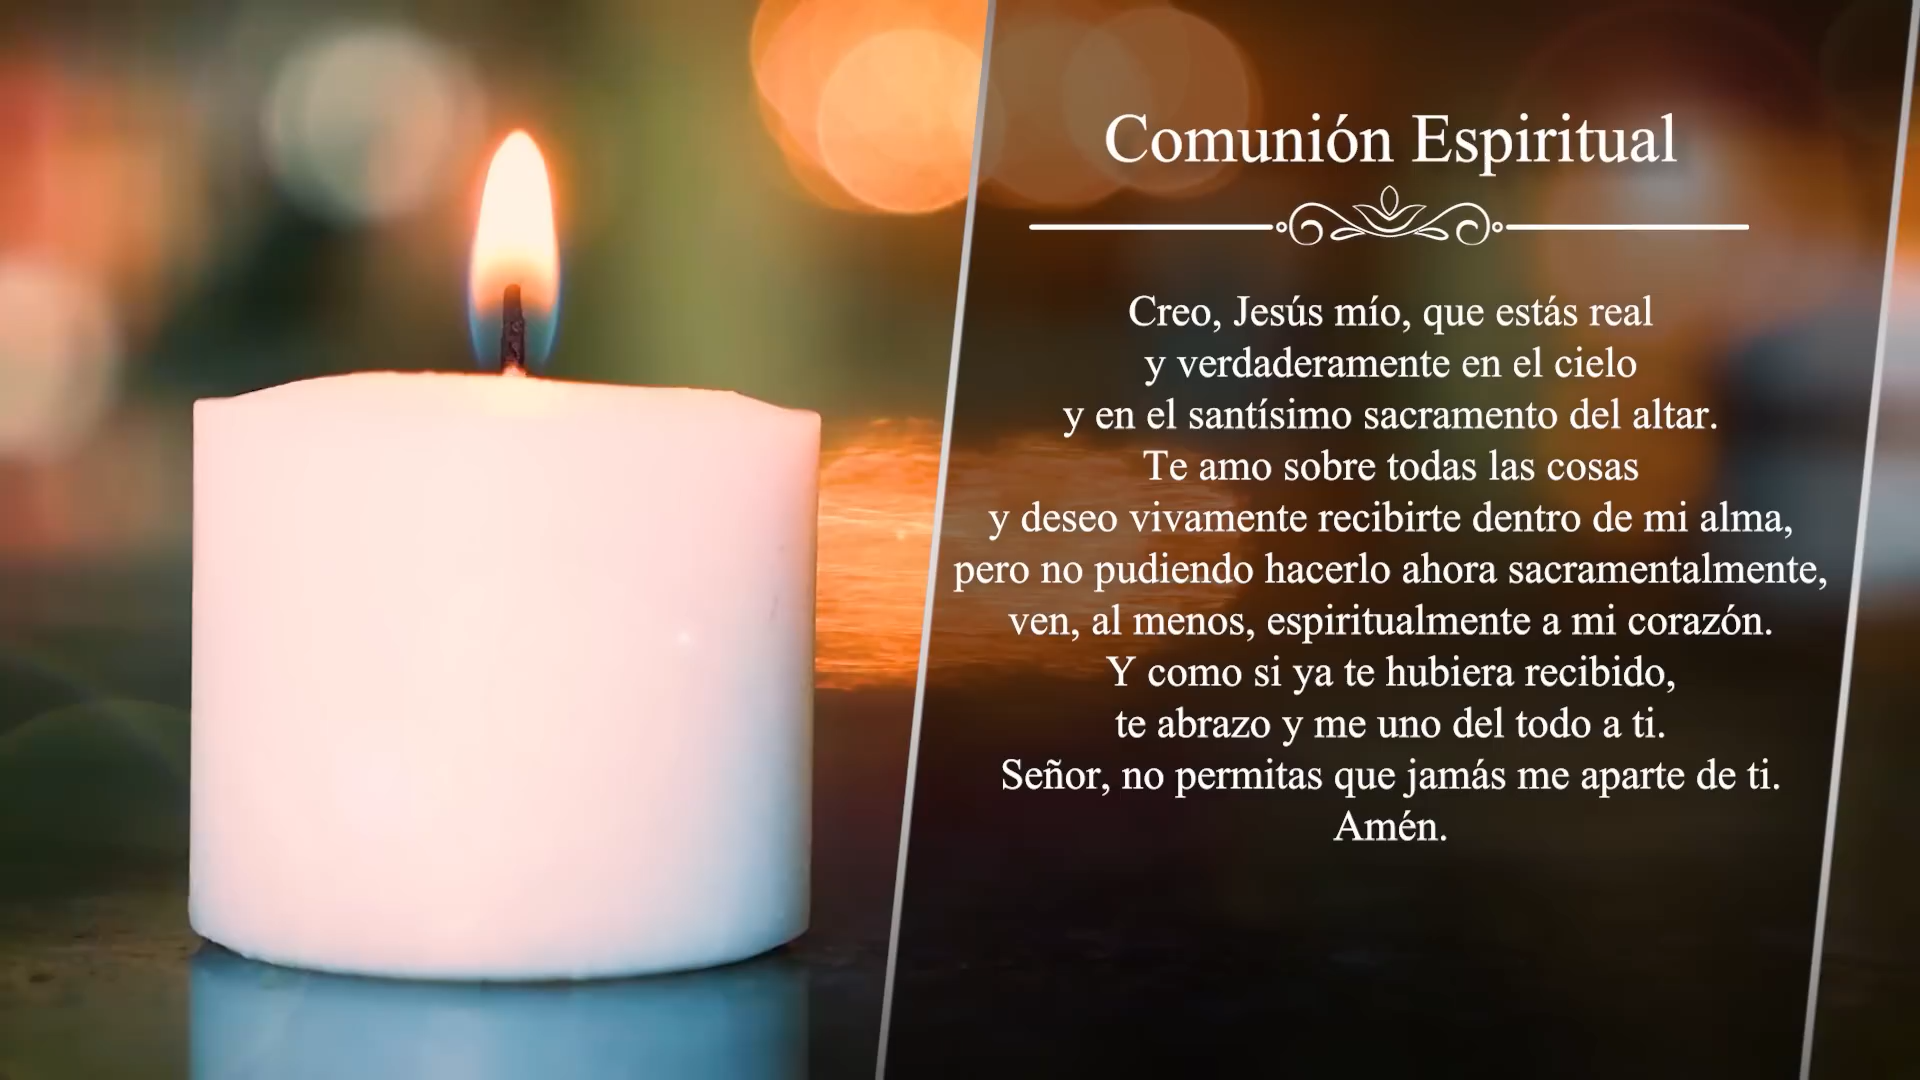 Comunión Espiritual
Creo, Jesús mío, que estás real
y verdaderamente en el cielo
y en el santísimo sacramento del altar.
Te amo sobre todas las cosas
y deseo vivamente recibirte dentro de mi alma,
pero no pudiendo hacerlo ahora sacramentalmente,
ven, al menos, espiritualmente a mi corazón.
Y como si ya te hubiera recibido,
te abrazo y me uno del todo a ti.
Señor, no permitas que jamás me aparte de ti.
Amén.